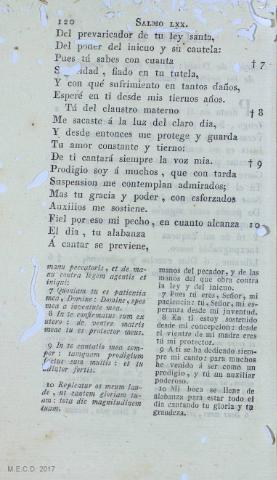 120 SALMO LXX.
Del prevaricador de tu ley santa,
Del poder del inicuo y su cautela:
Pues tú sabes con cuanta † 7
fiado en tu tutela,
Y con qué sufrimiento en tantos daños,
Esperé en tí desde mis tiernos años.
Tú del claustro materno † 8
Me sacaste á la luz del claro dia,
Y desde entonces me protege y guarda
Tu amor constante y tierno:
De tí cantará siempre la voz mia. † 9
Prodigio soy á muchos, que con tarda
Suspension me contemplan admirados;
Mas tu gracia y poder, con esforzados
Auxilios me sostiene.
Fiel por eso mi pecho, en cuanto alcanza 10
El dia, tu alabanza
Á cantar se previene,
manu peccatoris, et de ma-
nu contra legem agentis et
iniqui:
7 Quoniam tu es patientia
mea, Domine: Domine, spes
mea a juventute mea.
8 In te confirmatus sum ex
utero: de ventre matris
meæ tu es protector meus.
9 In te cantatio mea sem-
per: tamquam prodigium
factus sum multis: et tu
adjutor fortis.
10 Repleatur os meum lau-
de, ut cantem gloriam tu-
am: tota die magnitudinem
tuam.
manos del pecador, y de las
manos del que obra contra
la ley y del inicuo.
7 Pues tú eres, Señor, mi
paciencia: tu, Señor, mi es-
peranza desde mi juventud.
8 En tí estoy sostenido
desde mi concepcion: desde
el vientre de mi madre eres
tú mi protector.
9 A tí se ha dedicado siem-
pre mi cantar: para muchos
he venido á ser como un
prodigio, y tú un auxiliar
poderoso.
10 Mi boca se llene de
alabanza para estar todo el
dia cantando tu gloria y tu
grandeza.
M.E.C.D. 2017